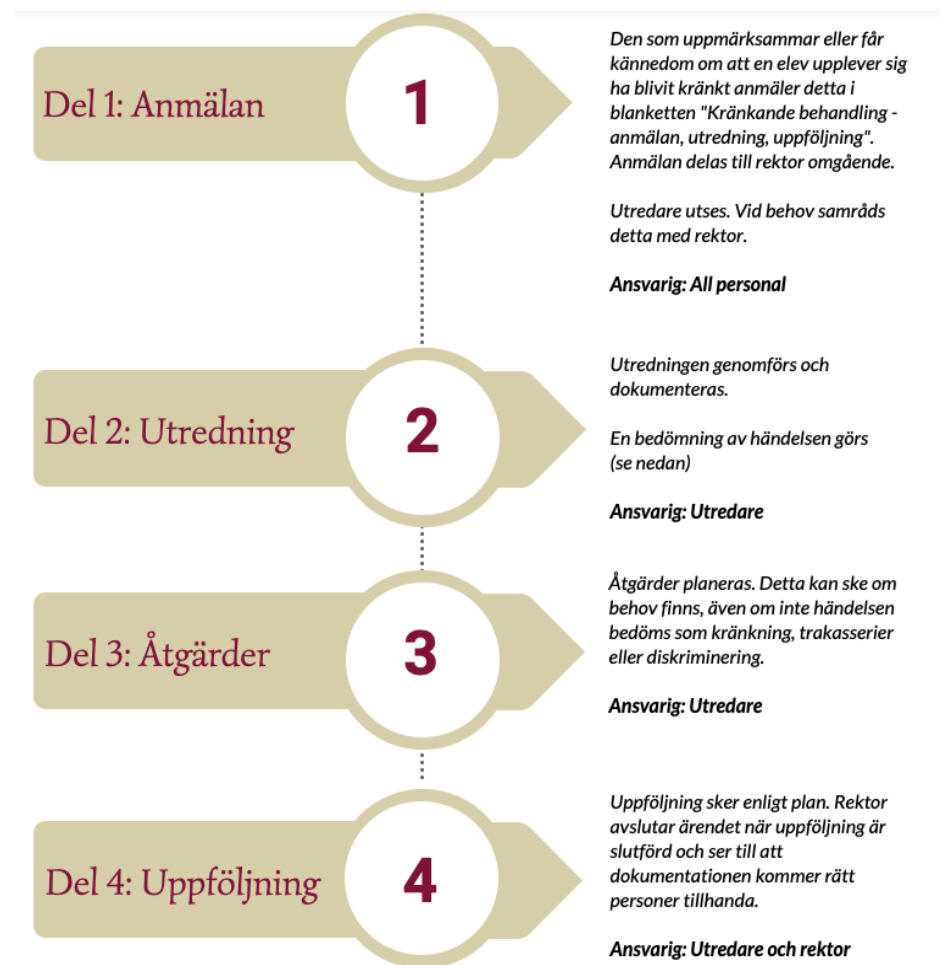 Del 1: Anmälan
1
Den som uppmärksammar eller får
kännedom om att en elev upplever sig
ha blivit kränkt anmäler detta i
blanketten "Kränkande behandling -
anmälan, utredning, uppföljning".
Anmälan delas till rektor omgående.
Utredare utses. Vid behov samråds
detta med rektor.
Ansvarig: All personal
Del 2: Utredning
2
Utredningen genomförs och
dokumenteras.
En bedömning av händelsen görs
(se nedan)
Ansvarig: Utredare
Del 3: Åtgärder
3
Åtgärder planeras. Detta kan ske om
behov finns, även om inte händelsen
bedöms som kränkning, trakasserier
eller diskriminering.
Ansvarig: Utredare
Del 4: Uppföljning
4
Uppföljning sker enligt plan. Rektor
avslutar ärendet när uppföljning är
slutförd och ser till att
dokumentationen kommer rätt
personer tillhanda.
Ansvarig: Utredare och rektor